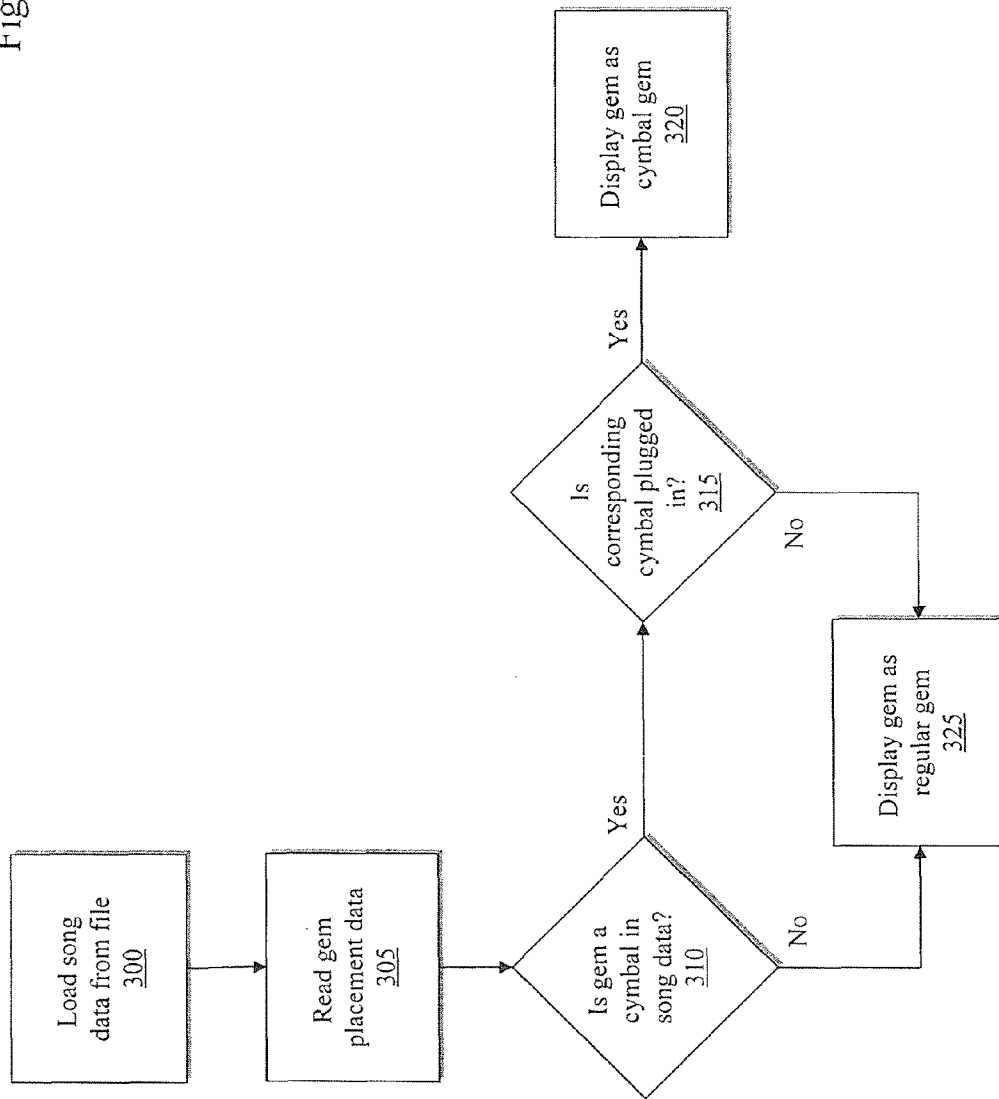 Fig
Load song
data from file
300
Read gem
placement data
305
Is gem a
cymbal in
song data?
310
Yes
No
Is
corresponding
cymbal plugged
in?
315
Yes
No
Display gem as
cymbal gem
320
Display gem as
regular gem
325